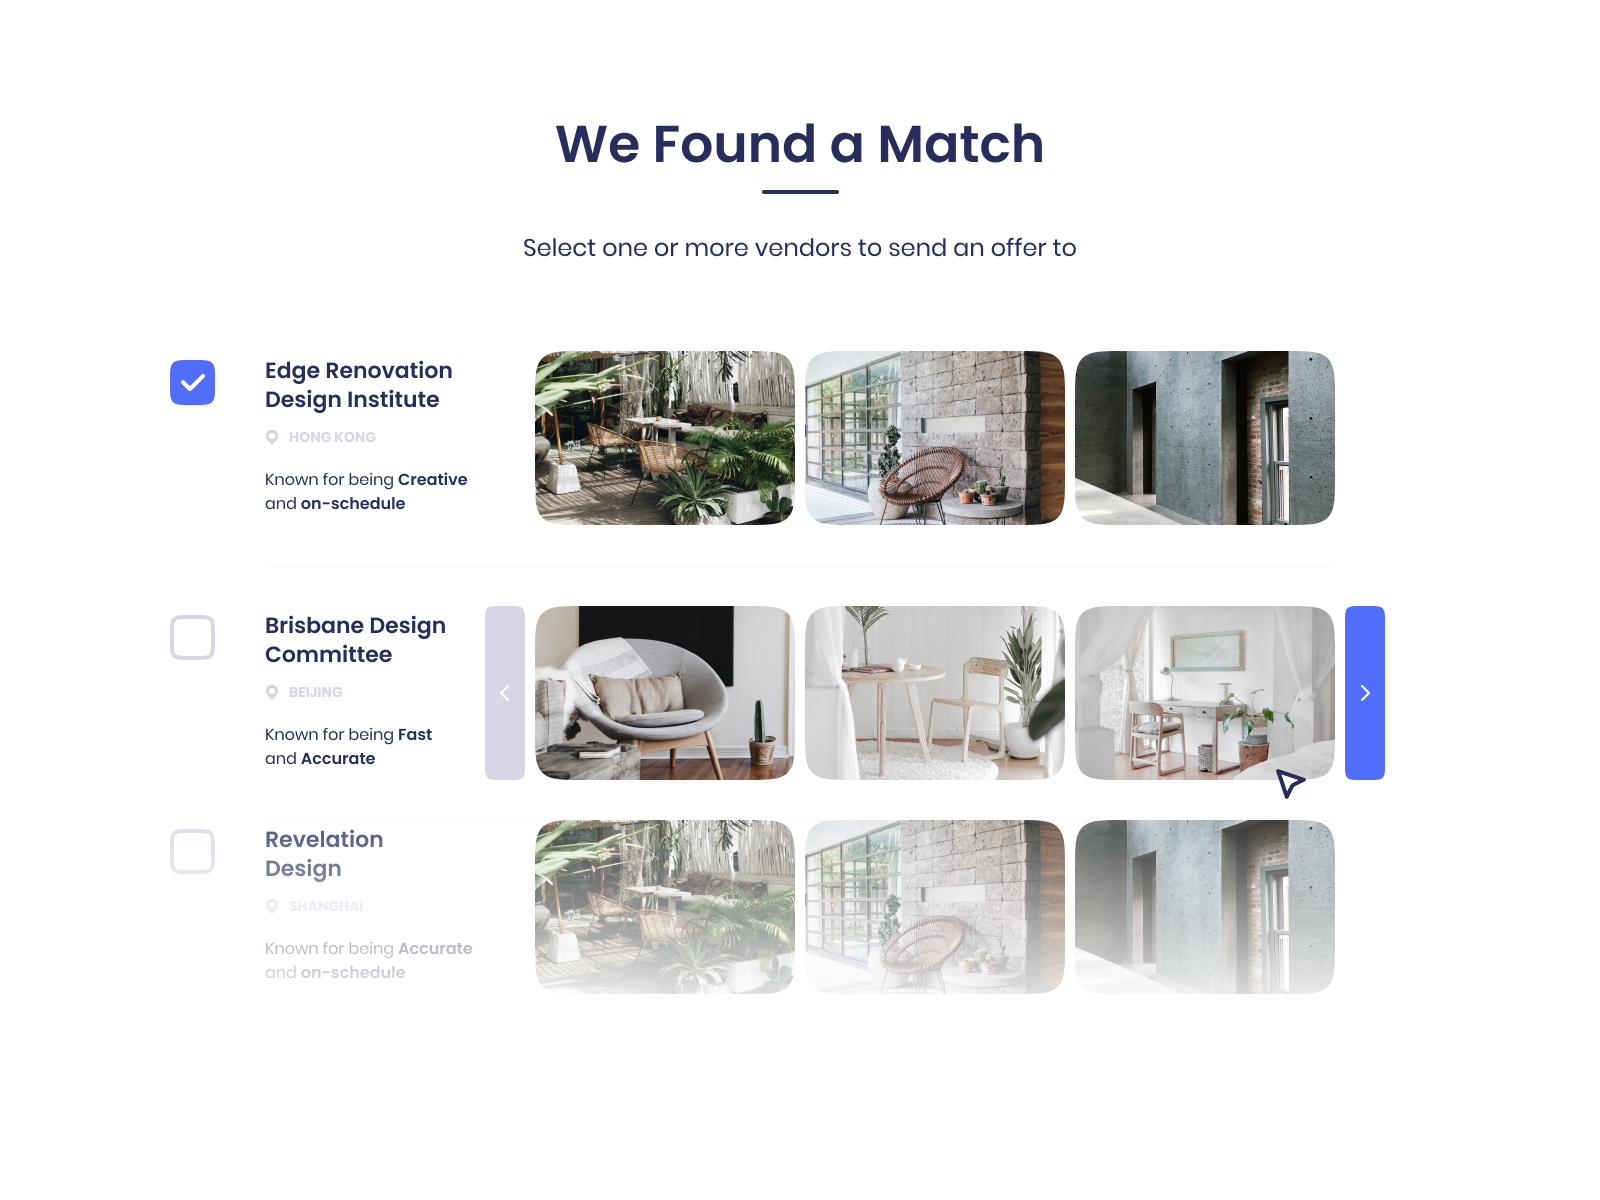 We Found a Match
Select one or more vendors to send an offer to
Edge Renovation
Design Institute
HONG KONG
Known for being Creative
and on-schedule
Brisbane Design
Committee
BEIJING
Known for being Fast
and Accurate
Revelation
Design
SHANGHAI
Known for being Accurate
and on-schedule